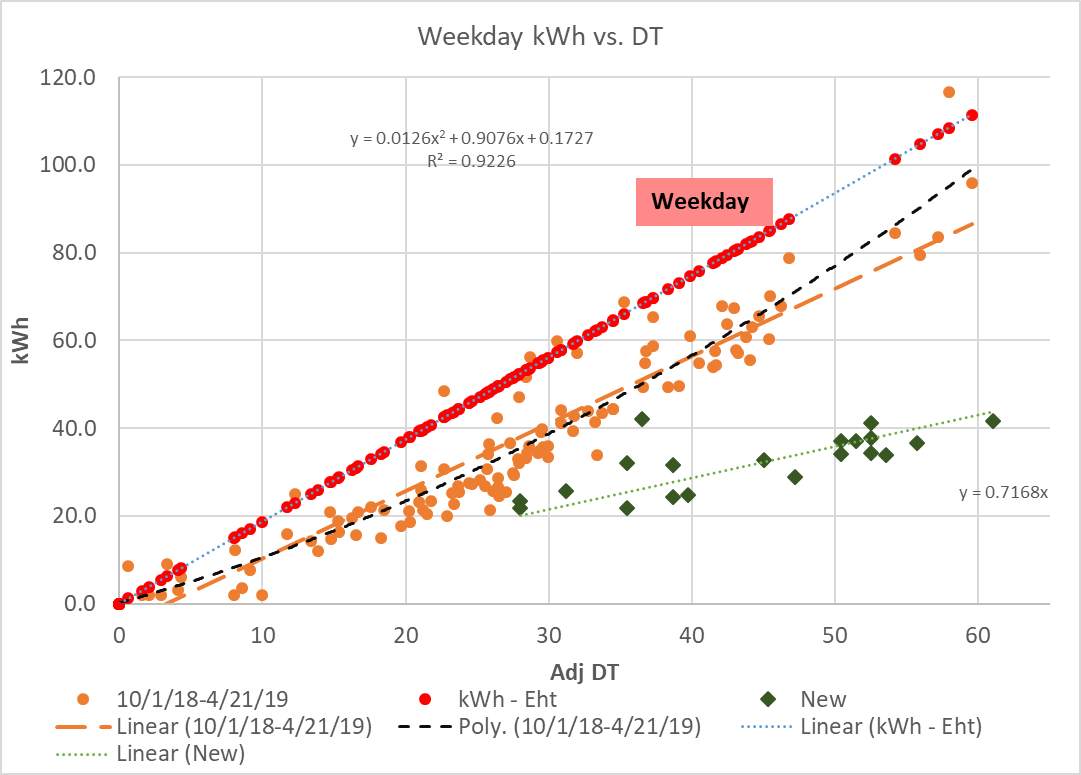 Weekday kWh vs. DT
120.0
100.0
80.0
60.0
40.0
20.0
0.0
kWh
y = 0.0126x² + 0.9076x + 0.1727
R² = 0.9226
Weekday
y = 0.7168x
0 10 20 30 40 50 60
Adj DT
10/1/18-4/21/19 kWh - Eht New
Linear (10/1/18-4/21/19) Poly. (10/1/18-4/21/19) Linear (kWh - Eht)
Linear (New)